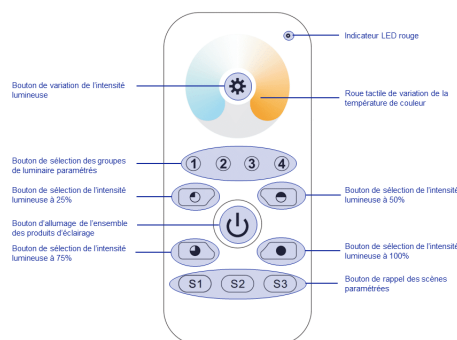 Indicateur LED rouge
Bouton de variation de l'intensité
lumineuse
Roue tactile de variation de la
température de couleur
Bouton de sélection des groupes
de luminaire paramétrés
1 2 3 4
Bouton de sélection de l'intensité
lumineuse à 25%
Bouton de sélection de l'intensité
lumineuse à 50%
Bouton d'allumage de l'ensemble
des produits d'éclairage
Bouton de sélection de l'intensité
lumineuse à 75%
Bouton de sélection de l'intensité
lumineuse à 100%
S1 S2 S3
Bouton de rappel des scènes
paramétrées